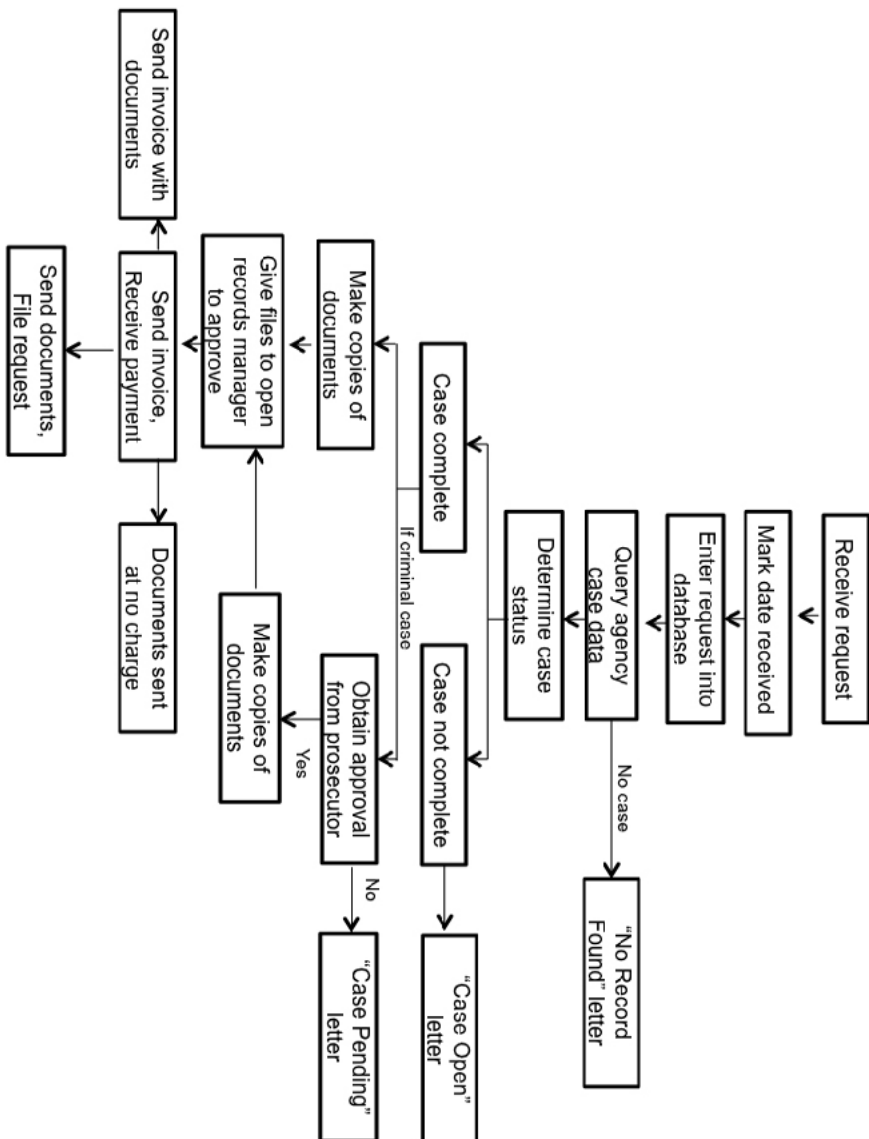 Receive request
Mark date received
Enter request into
database
Query agency
case data
No case
"No Record
Found" letter
Determine case
status
Case complete
Case not complete
"Case Open"
letter
If criminal case
Make copies of
documents
Obtain approval
from prosecutor
No
"Case Pending"
letter
Yes
Make copies of
documents
Give files to open
records manager
to approve
Send invoice with
documents
Send invoice,
Receive payment
Documents sent
at no charge
Send documents,
File request